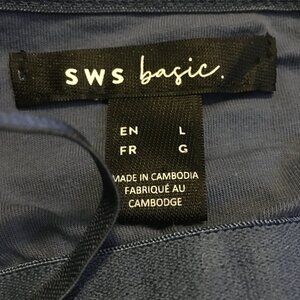 SWS basic.
EN L
FR G
MADE IN CAMBODIA
FABRIQUÉ AU
CAMBODGE